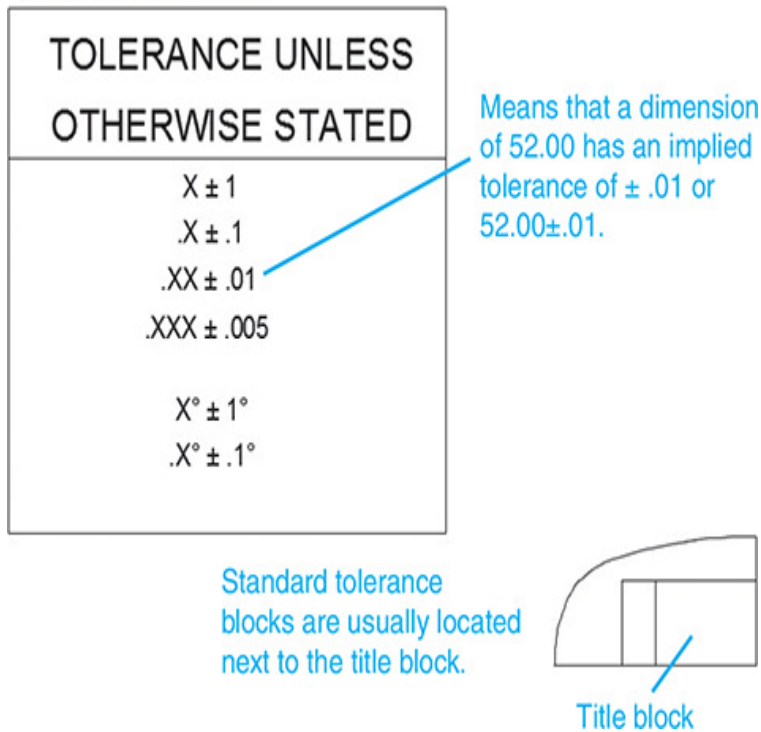 TOLERANCE UNLESS
OTHERWISE STATED
X ± 1
.X ± .1
.XX ± .01
.XXX ± .005
X° ± 1°
.X° ± .1°
Means that a dimension
of 52.00 has an implied
tolerance of ± .01 or
52.00±.01.
Standard tolerance
blocks are usually located
next to the title block.
Title block